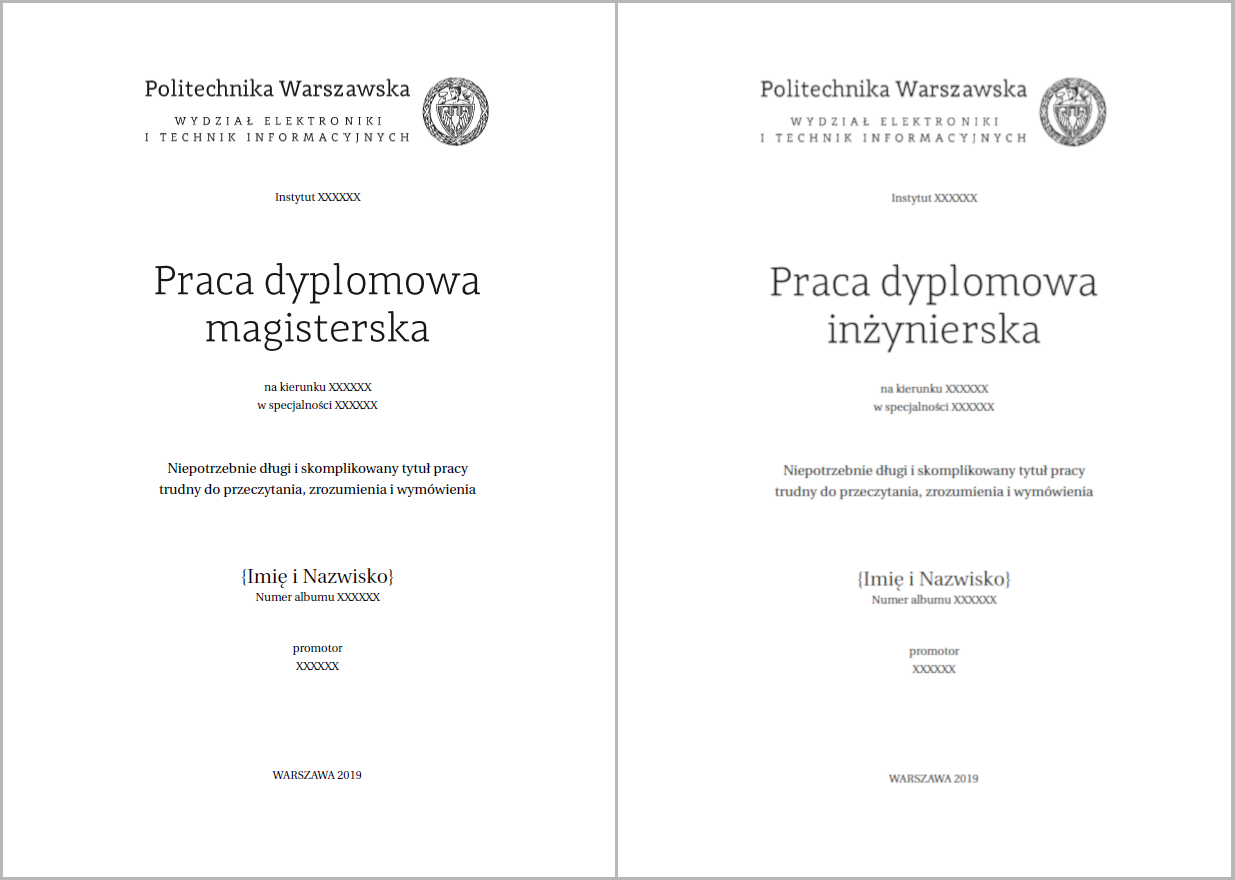 Politechnika Warszawska
WYDZIAŁ ELEKTRONIKI
I TECHNIK INFORMACYJNYCH
Instytut XXXXXX
Praca dyplomowa
magisterska
na kierunku XXXXXX
w specjalności XXXXXX
Niepotrzebnie długi i skomplikowany tytuł pracy
trudny do przeczytania, zrozumienia i wymówienia
{Imię i Nazwisko}
Numer albumu XXXXXX
promotor
XXXXXX
WARSZAWA 2019
Politechnika Warszawska
WYDZIAŁ ELEKTRONIKI
I TECHNIK INFORMACYJNYCH
Instytut XXXXXX
Praca dyplomowa
inżynierska
na kierunku XXXXXX
w specjalności XXXXXX
Niepotrzebnie długi i skomplikowany tytuł pracy
trudny do przeczytania, zrozumienia i wymówienia
{Imię i Nazwisko}
Numer albumu XXXXXX
promotor
XXXXXX
WARSZAWA 2019